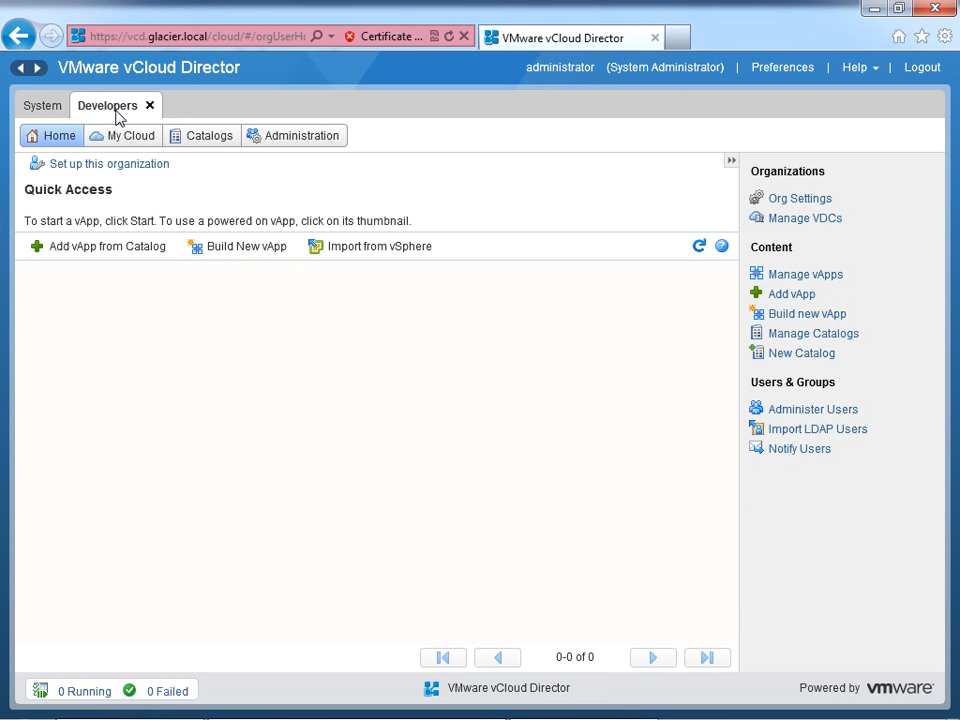 https://vcd.glacier.local/cloud/#/orgUserHo
Certificate ...
VMware vCloud Director
VMware vCloud Director
administrator (System Administrator) | Preferences | Help | Logout
System
Developers
Home
My Cloud
Catalogs
Administration
Set up this organization
Quick Access
To start a vApp, click Start. To use a powered on vApp, click on its thumbnail.
Add vApp from Catalog
Build New vApp
Import from vSphere
0-0 of 0
Organizations
Org Settings
Manage VDCs
Content
Manage vApps
Add vApp
Build new vApp
Manage Catalogs
New Catalog
Users & Groups
Administer Users
Import LDAP Users
Notify Users
0 Running
0 Failed
VMware vCloud Director
Powered by vmware